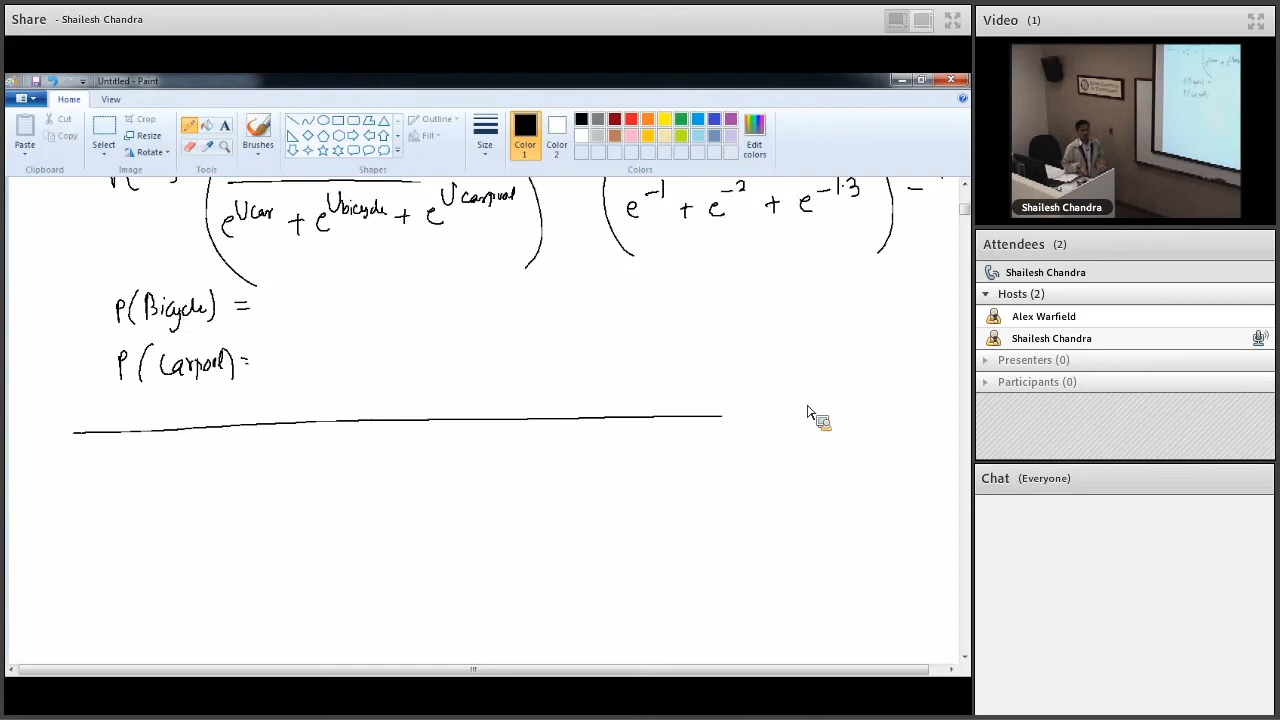 Share - Shailesh Chandra
Video (1)
Untitled - Paint
Home View
Paste
Cut
Copy
Clipboard
Select
Crop
Resize
Rotate
Image
Tools
Brushes
Shapes
Outline
Fill
Size
Color 1
Color 2
Edit colors
Colors
e^Ucar + e^Ubicycle + e^Ucarpool
e^-1 + e^-2 + e^-1.3
P(Bicycle) =
P(Carpool) =
Shailesh Chandra
Attendees (2)
Shailesh Chandra
Hosts (2)
Alex Warfield
Shailesh Chandra
Presenters (0)
Participants (0)
Chat (Everyone)